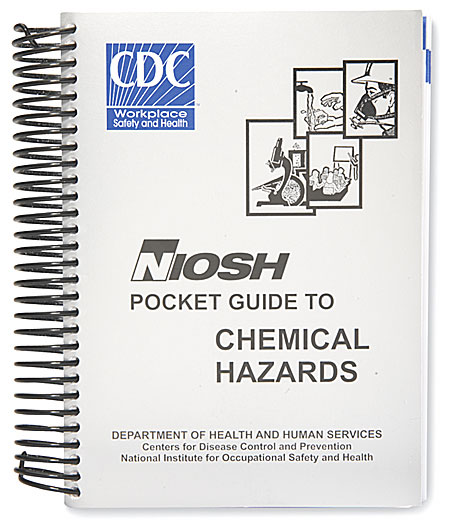 CDC
Workplace
Safety and Health
NIOSH
POCKET GUIDE TO
CHEMICAL
HAZARDS
DEPARTMENT OF HEALTH AND HUMAN SERVICES
Centers for Disease Control and Prevention
National Institute for Occupational Safety and Health